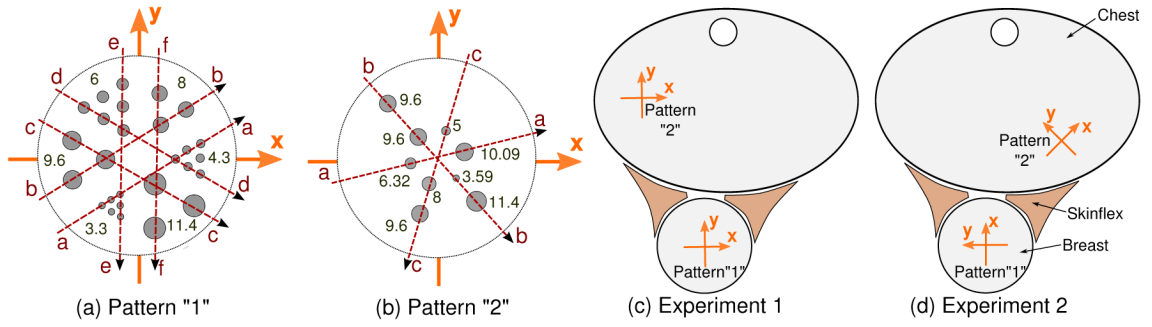 y
e
f
d
6
8
b
c
a
x
9.6
4.3
b
d
3.3
11.4
c
a
e
f
(a) Pattern "1"
y
b
c
9.6
5
9.6
a
x
10.09
a
6.32
3.59
8
11.4
9.6
b
c
(b) Pattern "2"
y
x
Pattern
"2"
y
x
Pattern"1"
(c) Experiment 1
Chest
y
x
Pattern
"2"
Skinflex
x
y
Breast
Pattern"1"
(d) Experiment 2